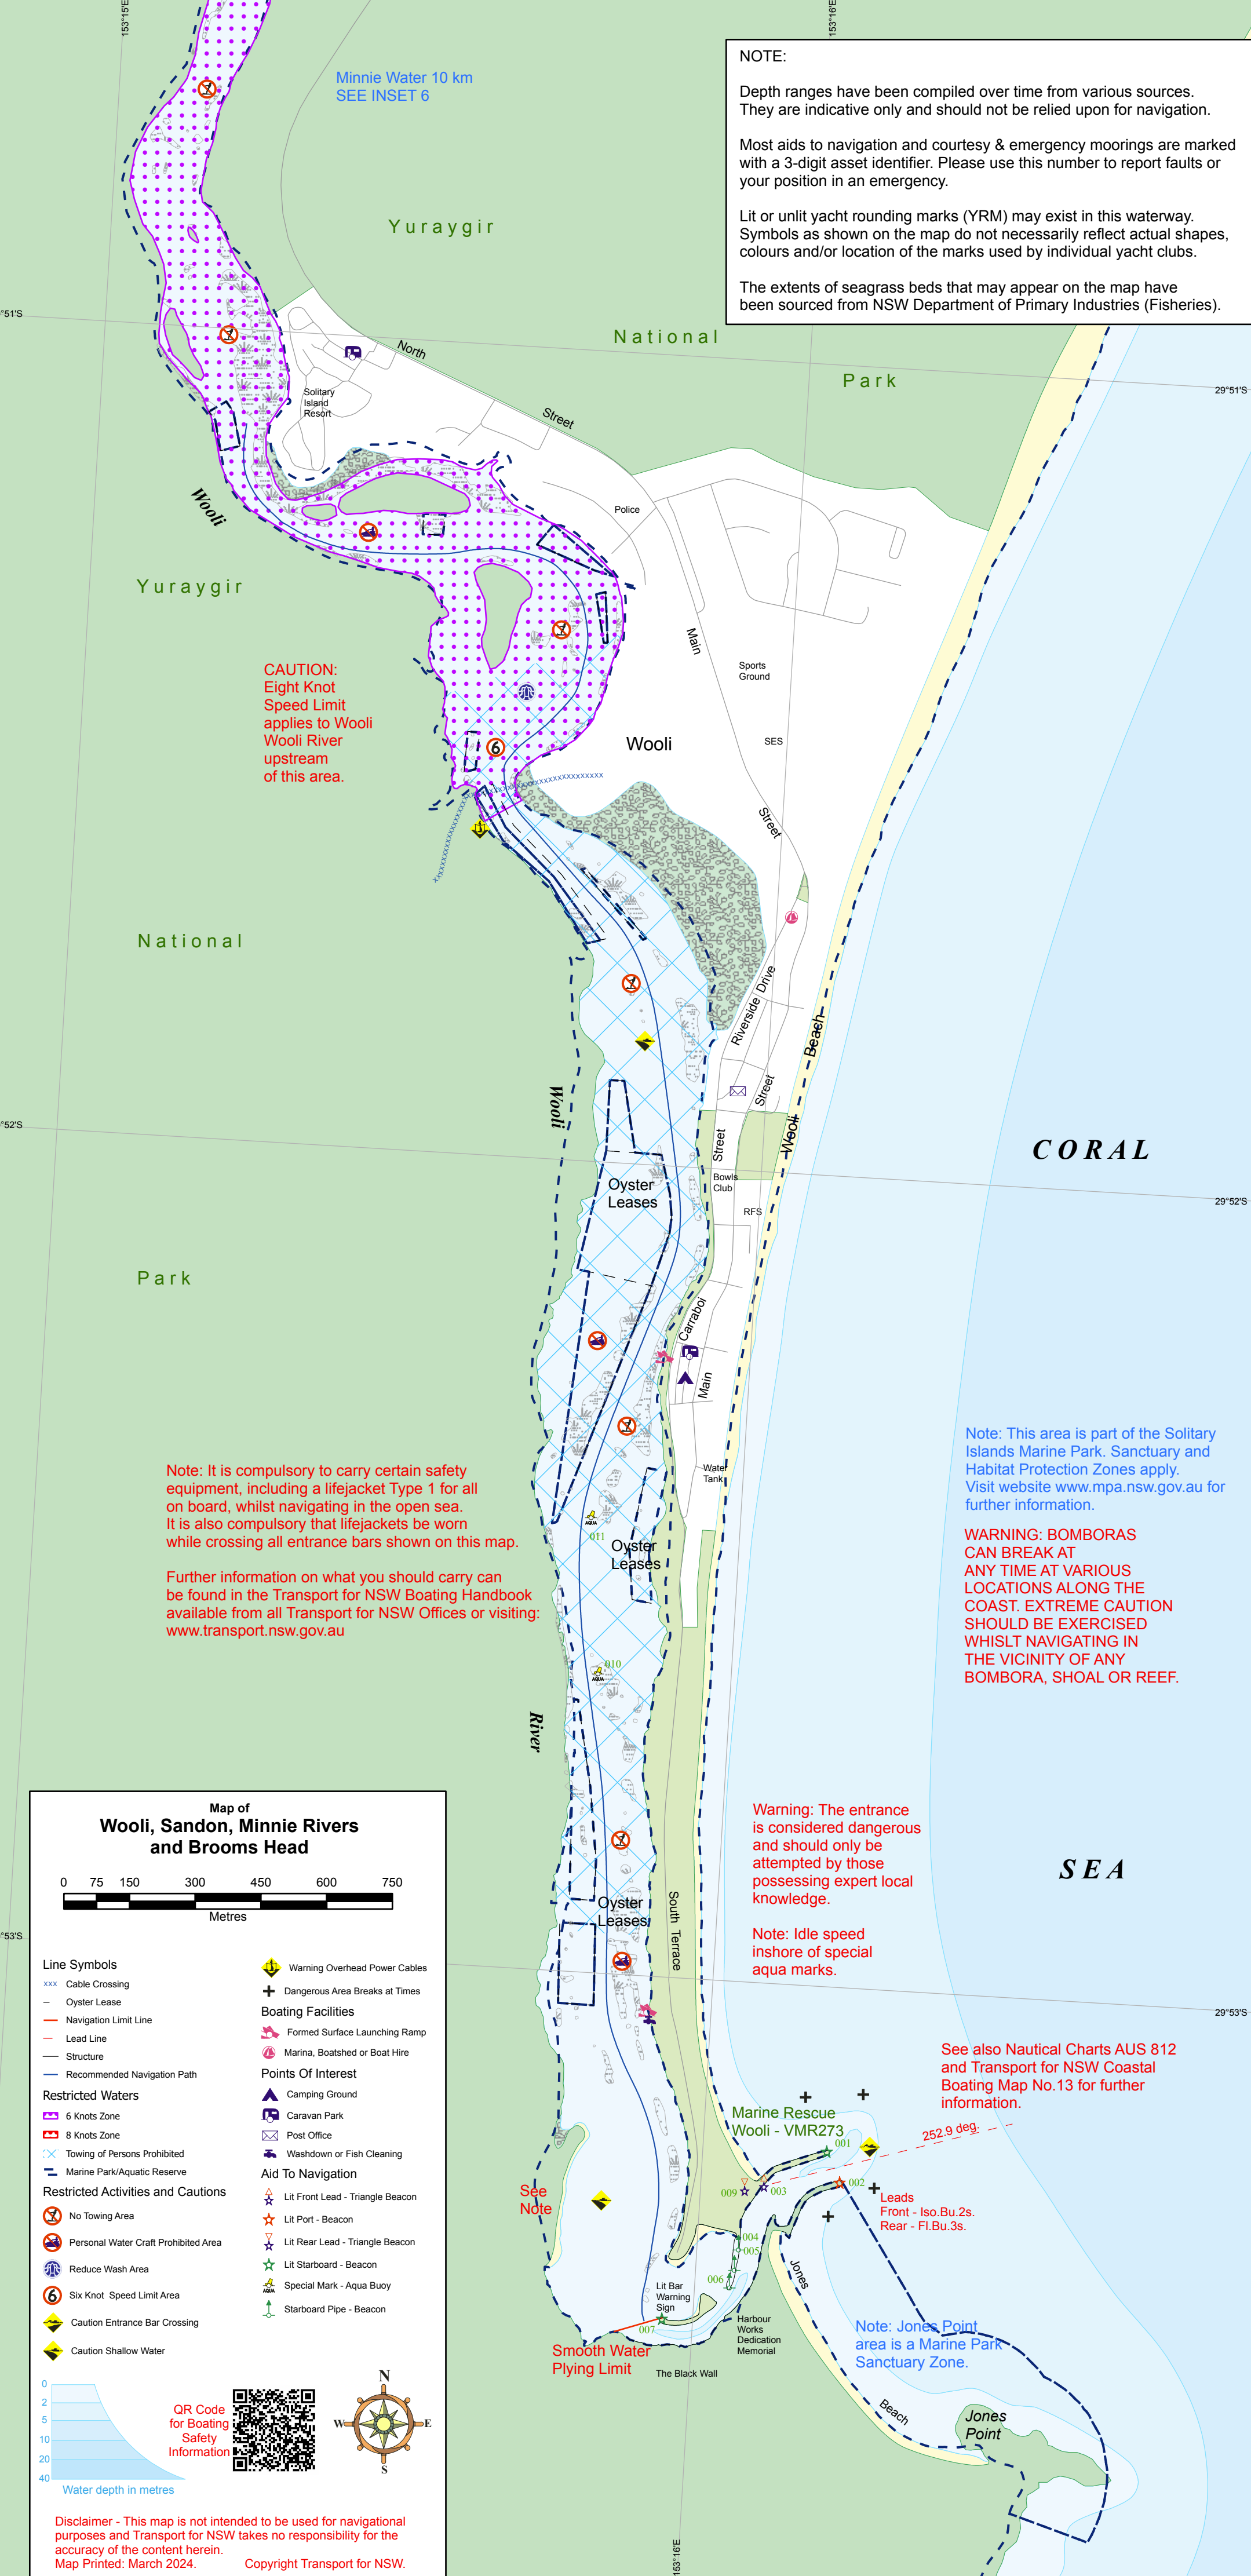 153°15'E
153°16'E
Minnie Water 10 km
SEE INSET 6
NOTE:
Depth ranges have been compiled over time from various sources.
They are indicative only and should not be relied upon for navigation.
Most aids to navigation and courtesy & emergency moorings are marked
with a 3-digit asset identifier. Please use this number to report faults or
your position in an emergency.
Lit or unlit yacht rounding marks (YRM) may exist in this waterway.
Symbols as shown on the map do not necessarily reflect actual shapes,
colours and/or location of the marks used by individual yacht clubs.
The extents of seagrass beds that may appear on the map have
been sourced from NSW Department of Primary Industries (Fisheries).
Yuraygir
National
Park
°51'S
29°51'S
North
Street
Solitary
Island
Resort
Wooli
Police
Yuraygir
Main
Sports
Ground
CAUTION:
Eight Knot
Speed Limit
applies to Wooli
Wooli River
upstream
of this area.
6
Wooli
SES
Street
National
Riverside Drive
Beach
Wooli
Street
Wooli
Street
°52'S
29°52'S
CORAL
Oyster
Leases
Bowls
Club
RFS
Park
Carraboi
Main
Water
Tank
Note: It is compulsory to carry certain safety
equipment, including a lifejacket Type 1 for all
on board, whilst navigating in the open sea.
It is also compulsory that lifejackets be worn
while crossing all entrance bars shown on this map.
Further information on what you should carry can
be found in the Transport for NSW Boating Handbook
available from all Transport for NSW Offices or visiting:
www.transport.nsw.gov.au
AQUA
011
Oyster
Leases
Note: This area is part of the Solitary
Islands Marine Park. Sanctuary and
Habitat Protection Zones apply.
Visit website www.mpa.nsw.gov.au for
further information.
WARNING: BOMBORAS
CAN BREAK AT
ANY TIME AT VARIOUS
LOCATIONS ALONG THE
COAST. EXTREME CAUTION
SHOULD BE EXERCISED
WHISLT NAVIGATING IN
THE VICINITY OF ANY
BOMBORA, SHOAL OR REEF.
010
AQUA
River
Warning: The entrance
is considered dangerous
and should only be
attempted by those
possessing expert local
knowledge.
Note: Idle speed
inshore of special
aqua marks.
SEA
Oyster
Leases
South Terrace
°53'S
29°53'S
See also Nautical Charts AUS 812
and Transport for NSW Coastal
Boating Map No.13 for further
information.
252.9 deg.
Marine Rescue
Wooli - VMR273
001
002
003
009
Leads
Front - Iso.Bu.2s.
Rear - Fl.Bu.3s.
See
Note
004
005
006
007
Lit Bar
Warning
Sign
Jones
Beach
Harbour
Works
Dedication
Memorial
Smooth Water
Plying Limit
The Black Wall
Note: Jones Point
area is a Marine Park
Sanctuary Zone.
Jones
Point
153°16'E
Map of
Wooli, Sandon, Minnie Rivers
and Brooms Head
0 75 150 300 450 600 750
Metres
Line Symbols
xxx Cable Crossing
Oyster Lease
Navigation Limit Line
Lead Line
Structure
Recommended Navigation Path
Restricted Waters
6 Knots Zone
8 Knots Zone
Towing of Persons Prohibited
Marine Park/Aquatic Reserve
Restricted Activities and Cautions
No Towing Area
Personal Water Craft Prohibited Area
Reduce Wash Area
6 Six Knot Speed Limit Area
Caution Entrance Bar Crossing
Caution Shallow Water
Warning Overhead Power Cables
Dangerous Area Breaks at Times
Boating Facilities
Formed Surface Launching Ramp
Marina, Boatshed or Boat Hire
Points Of Interest
Camping Ground
Caravan Park
Post Office
Washdown or Fish Cleaning
Aid To Navigation
Lit Front Lead - Triangle Beacon
Lit Port - Beacon
Lit Rear Lead - Triangle Beacon
Lit Starboard - Beacon
AQUA Special Mark - Aqua Buoy
Starboard Pipe - Beacon
0
2
5
10
20
40
Water depth in metres
QR Code
for Boating
Safety
Information
N
W
E
S
Disclaimer - This map is not intended to be used for navigational
purposes and Transport for NSW takes no responsibility for the
accuracy of the content herein.
Map Printed: March 2024. Copyright Transport for NSW.